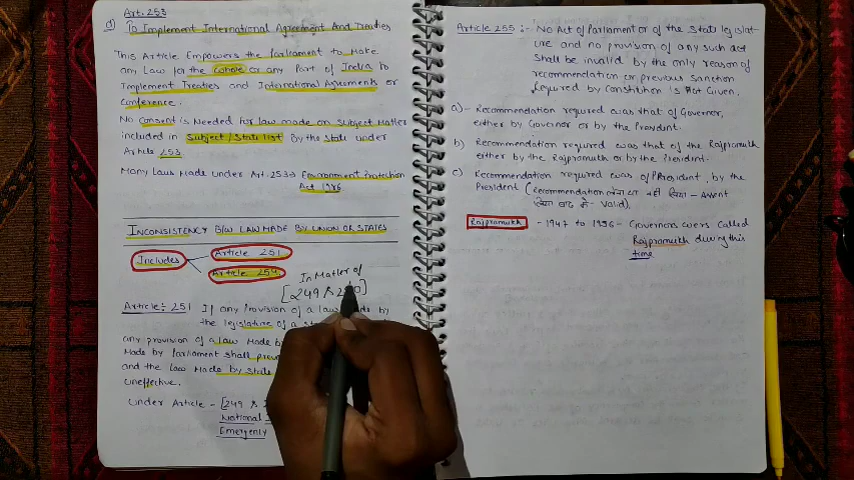 Art. 253
d) To Implement International Agreement And Treaties
This Article Empowers the Parliament to Make
any Law for the whole or any Part of India to
Implement Treaties and International Agreements or
Conference.
No Consent is Needed for law made on Subject Matter
included in Subject/State list By the State under
Article 253
Many Laws Made under Art. 253→ Environment Protection
Act 1986
INCONSISTENCY B/W LAW MADE BY UNION OR STATES
Includes
Article 251
Article 254
In Matter of
[249 & 250]
Article: 251 If any Provision of a law Made by
the legislature of a
any provision of a law Made
Made by Parliament shall
and the law Made by State
uneffective.
Under Article - [249 &
National
Emergency
Article 255 :- No Act of Parliament or of the State legislat-
ure and no provision of any such act
Shall be invalid by the only reason of
recommendation or previous Sanction
required by Constitution is Not Given.
a)- Recommendation required was that of Governor,
either by Governor or by the President.
b) Recommendation required was that of the Rajpramukh
either by the Rajpramukh or by the President.
c) Recommendation required was of President, by the
President (Recommendation नही दिया - Assent
दिया बाद में - Valid).
Rajpramukh - 1947 to 1956 - Governors were Called
Rajpramukh during this
time